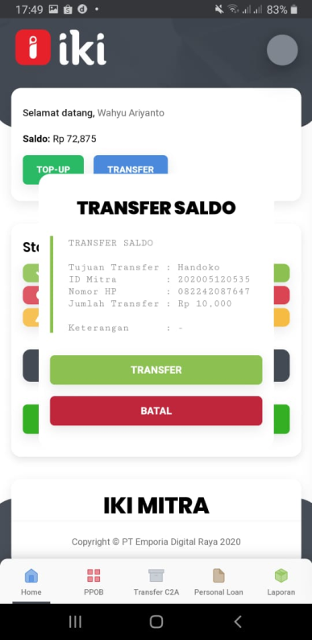 17:49
83%
iki
Selamat datang, Wahyu Ariyanto
Saldo: Rp 72,875
TOP-UP TRANSFER
TRANSFER SALDO
TRANSFER SALDO
Tujuan Transfer : Handoko
ID Mitra : 202005120535
Nomor HP : 082242087647
Jumlah Transfer : Rp 10,000
Keterangan : -
TRANSFER
BATAL
IKI MITRA
Copyright © PT Emporia Digital Raya 2020
Home PPOB Transfer C2A Personal Loan Laporan